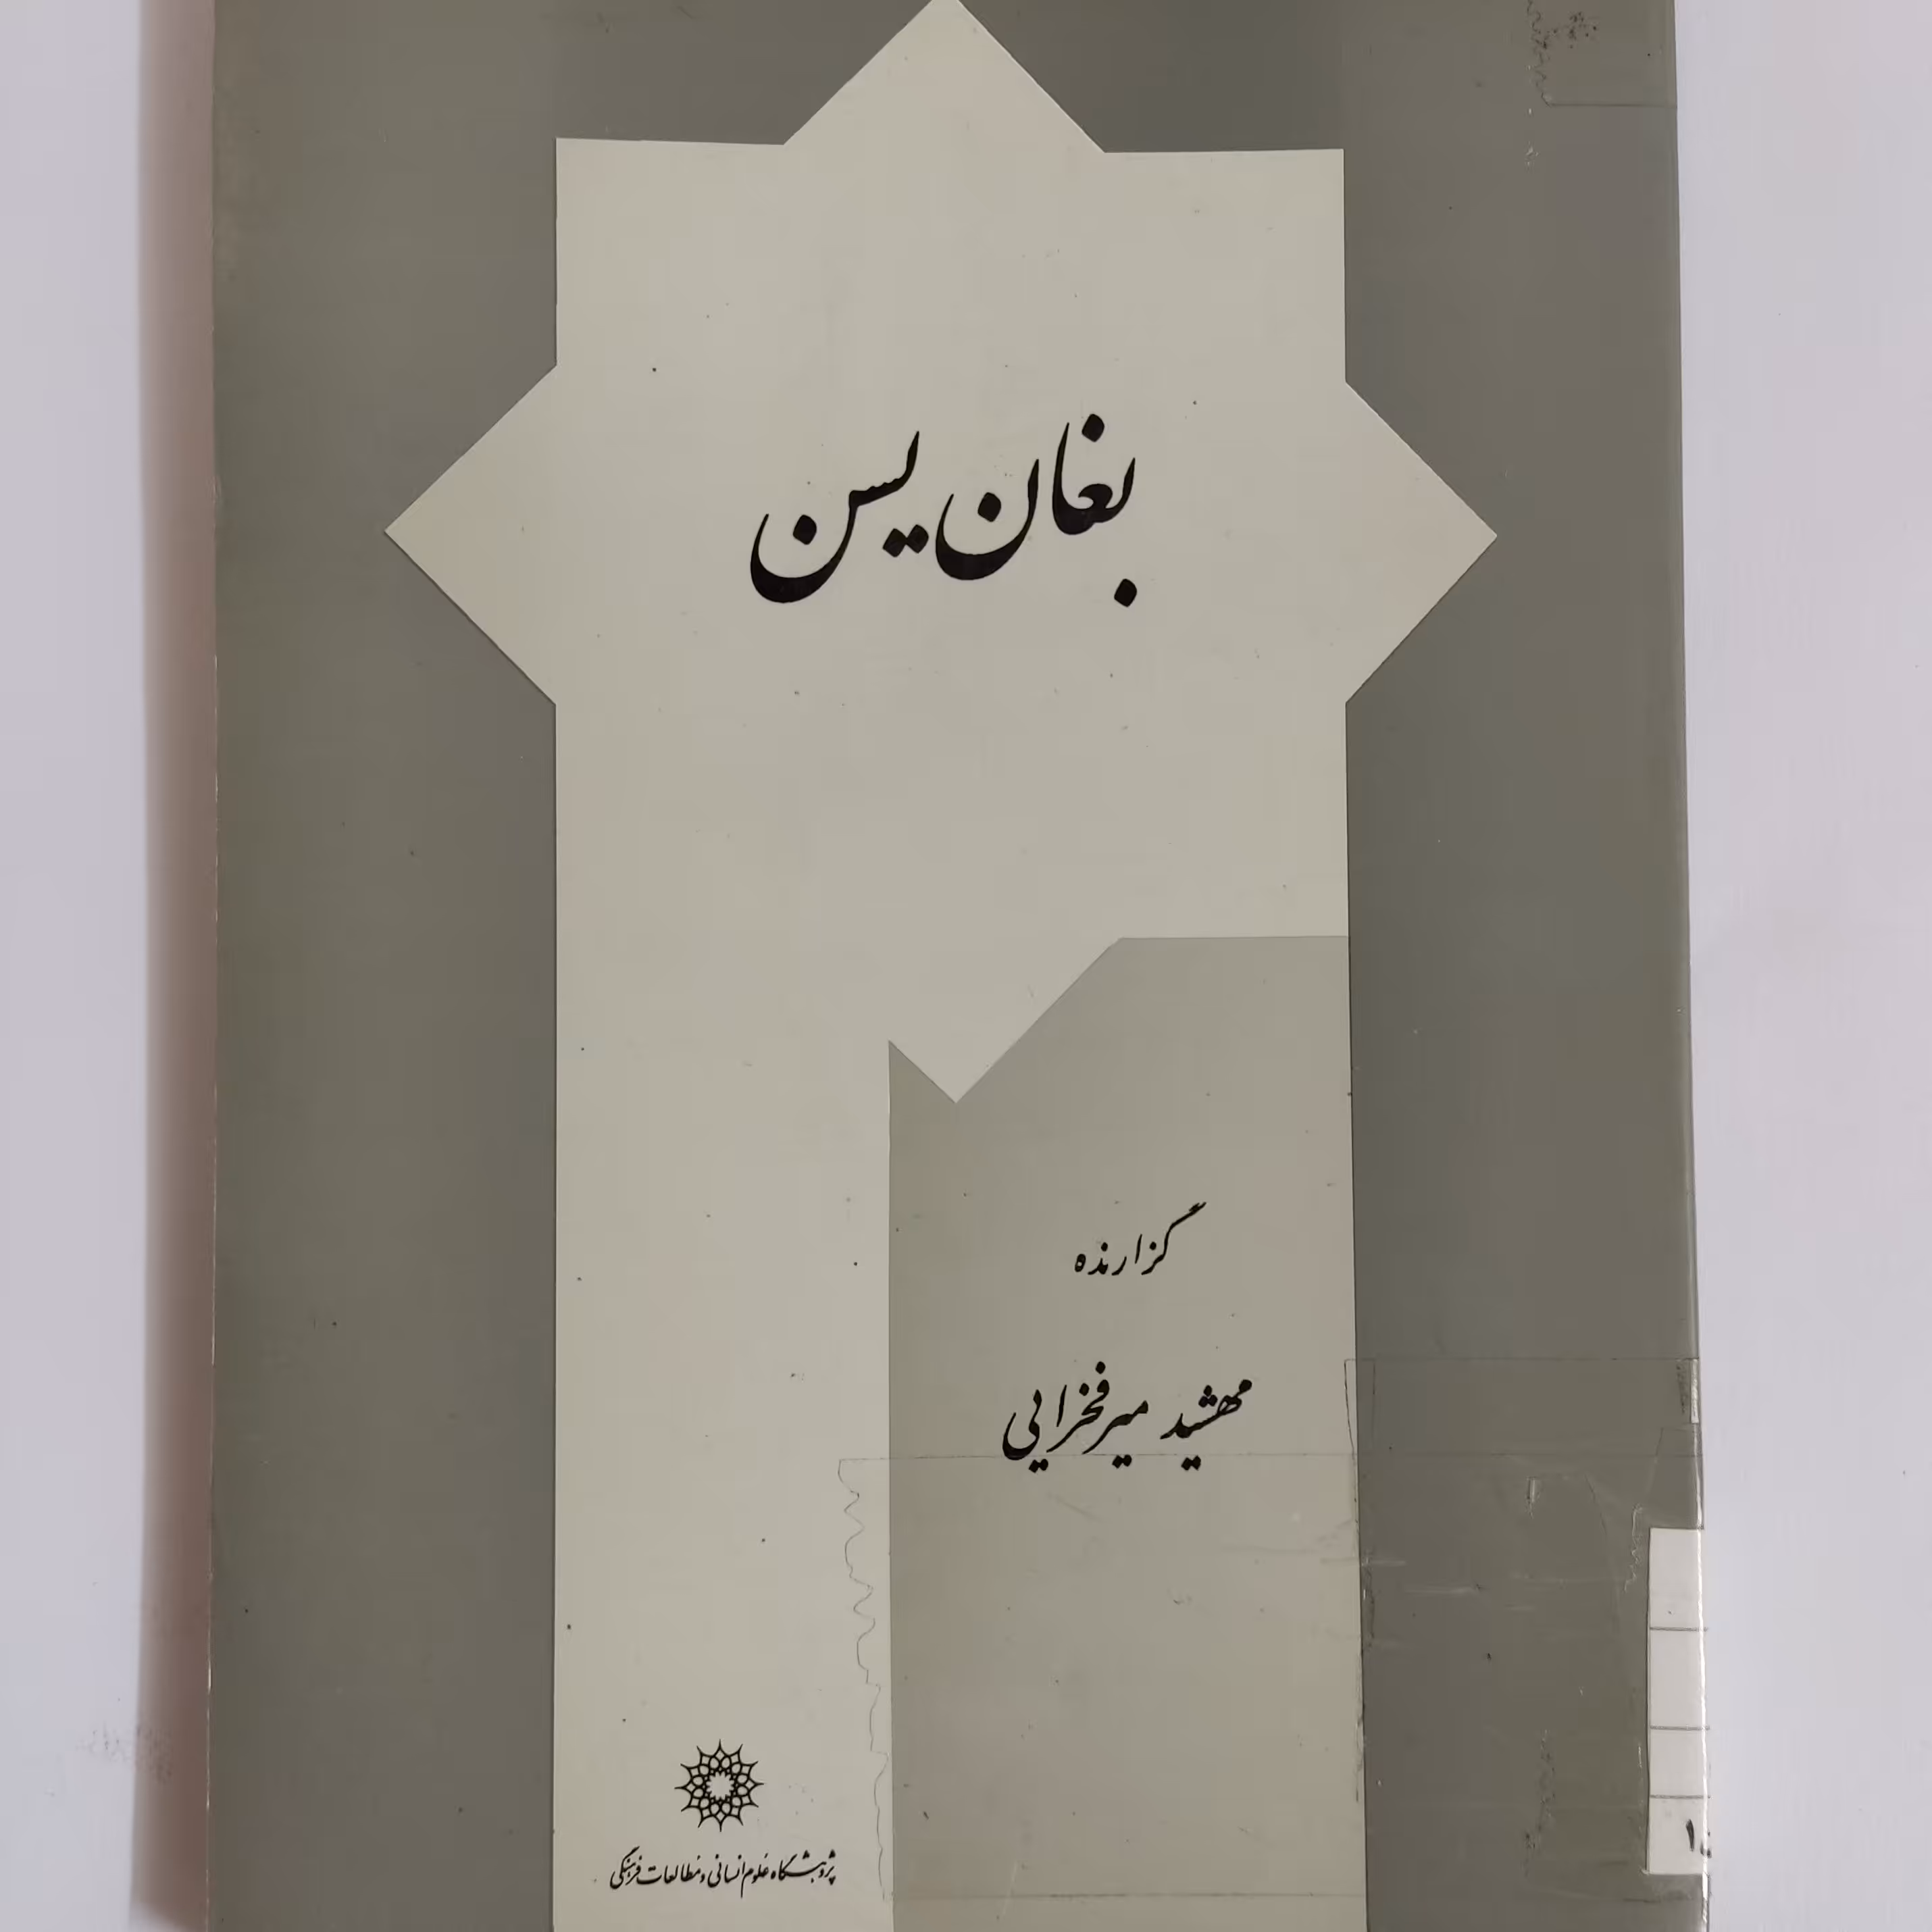 بغان یسن
گزارنده
مهشید میرفخرایی
پژوهشگاه علوم انسانی و مطالعات فرهنگی